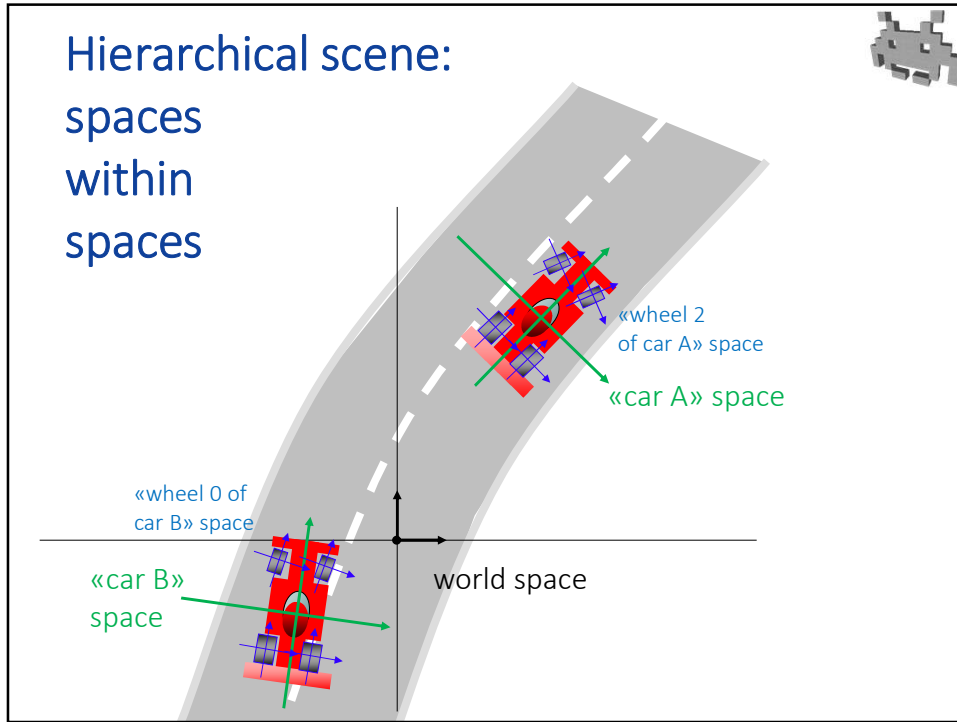 Hierarchical scene:
spaces
within
spaces
«wheel 2
of car A» space
«car A» space
«wheel 0 of
car B» space
«car B»
space
world space